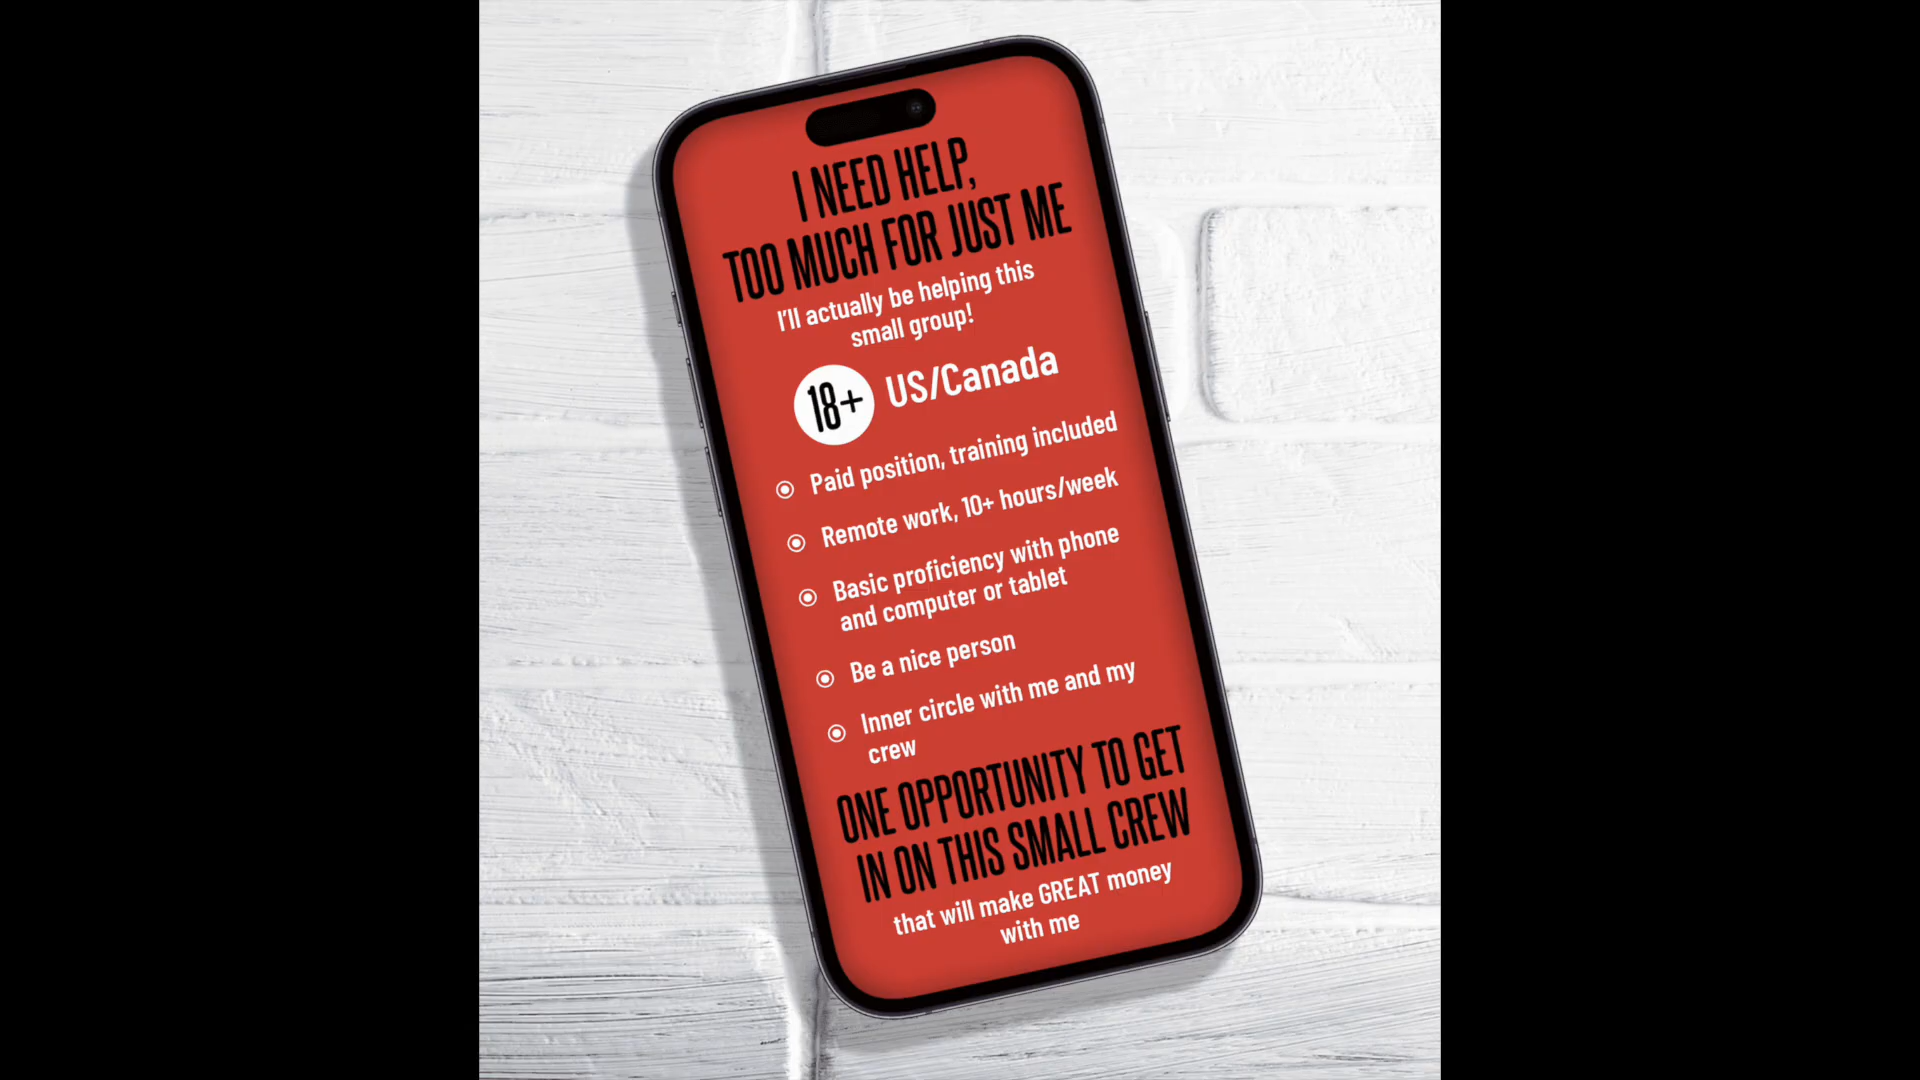 I NEED HELP,
TOO MUCH FOR JUST ME
I'll actually be helping this
small group!
18+ US/Canada
Paid position, training included
Remote work, 10+ hours/week
Basic proficiency with phone
and computer or tablet
Be a nice person
Inner circle with me and my
crew
ONE OPPORTUNITY TO GET
IN ON THIS SMALL CREW
that will make GREAT money
with me